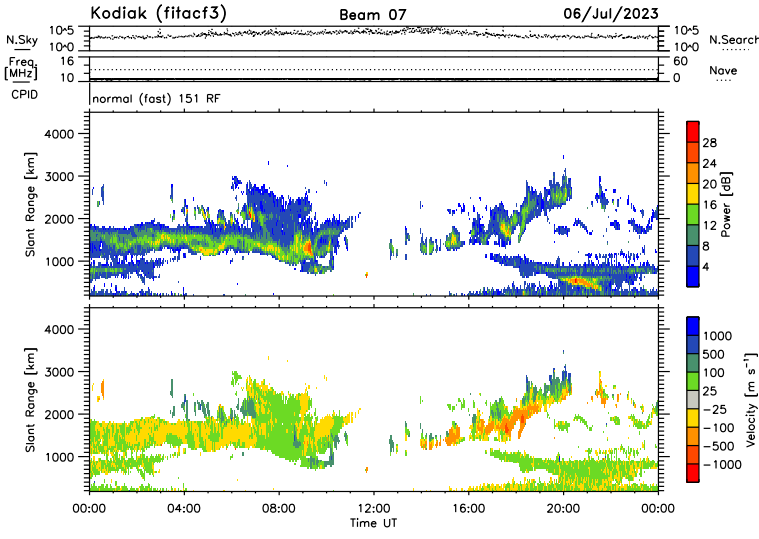 Kodiak (fitacf3) Beam 07 06/Jul/2023
N.Sky 10^5 10^0 10^5 10^0 N.Search
Freq. [MHz] 16 10 60 0 Nave
CPID normal (fast) 151 RF
Slant Range [km] 4000 3000 2000 1000
28 24 20 16 12 8 4 Power [dB]
Slant Range [km] 4000 3000 2000 1000
1000 500 100 25 −25 −100 −500 −1000 Velocity [m s⁻¹]
00:00 04:00 08:00 12:00 16:00 20:00 00:00
Time UT